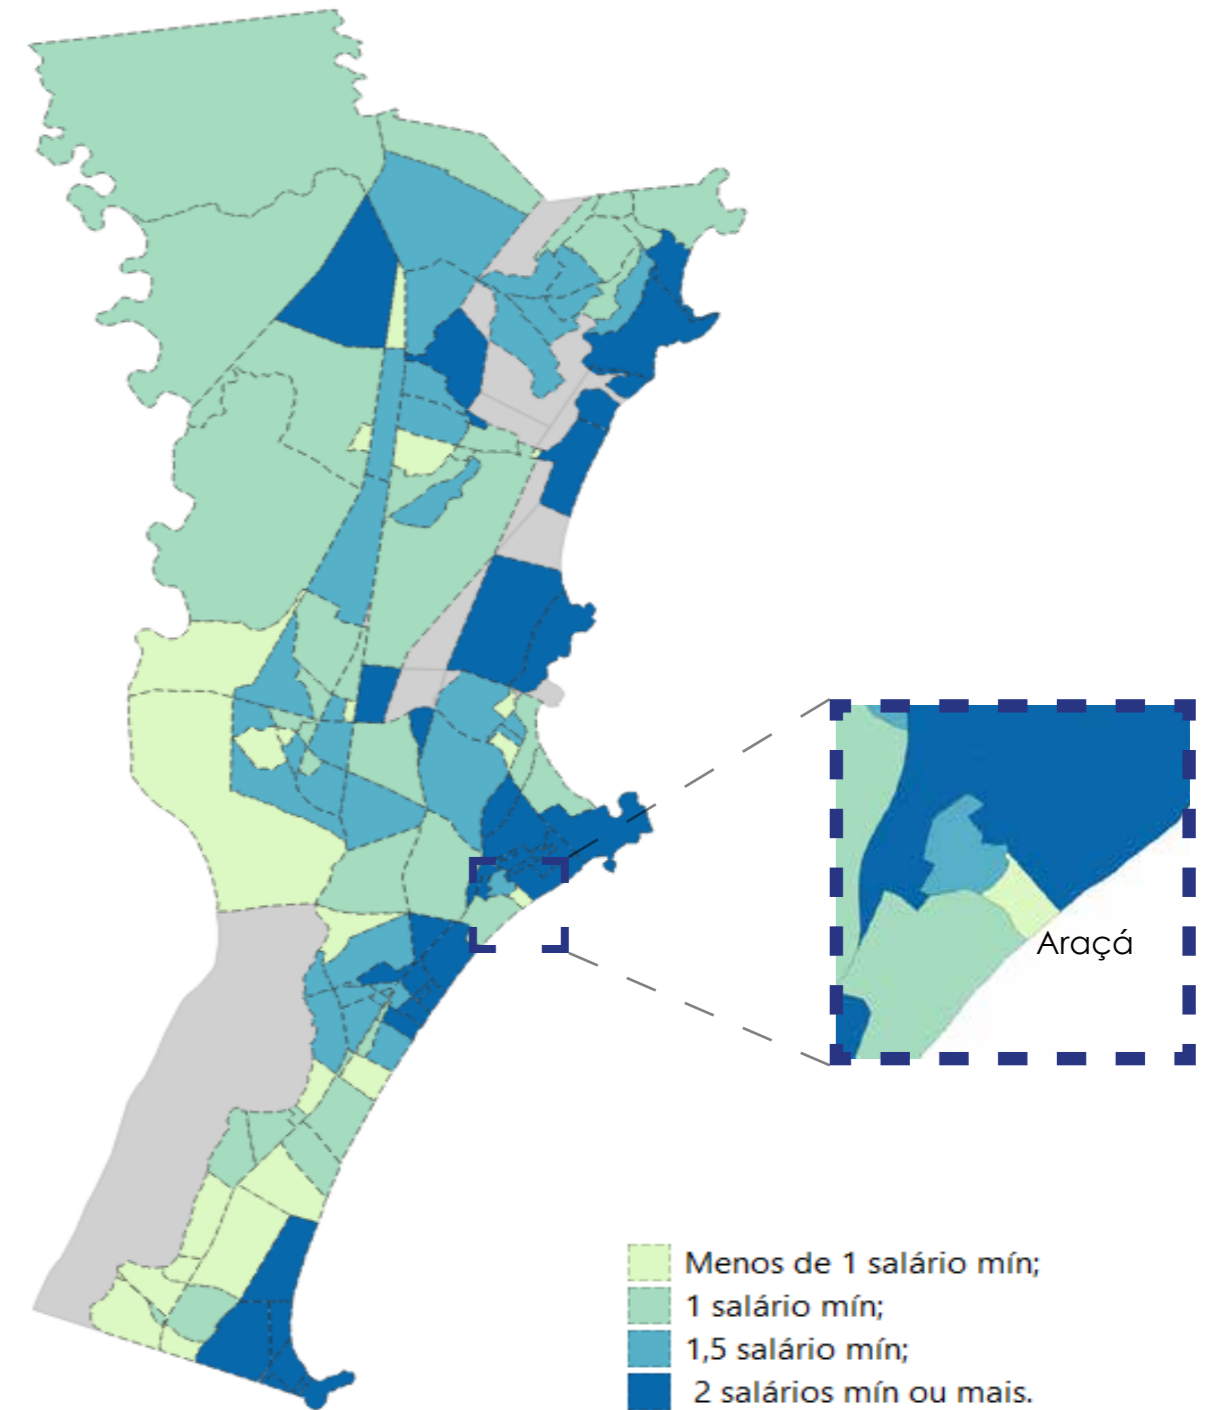 Araçá
Menos de 1 salário mín;
1 salário mín;
1,5 salário mín;
2 salários mín ou mais.